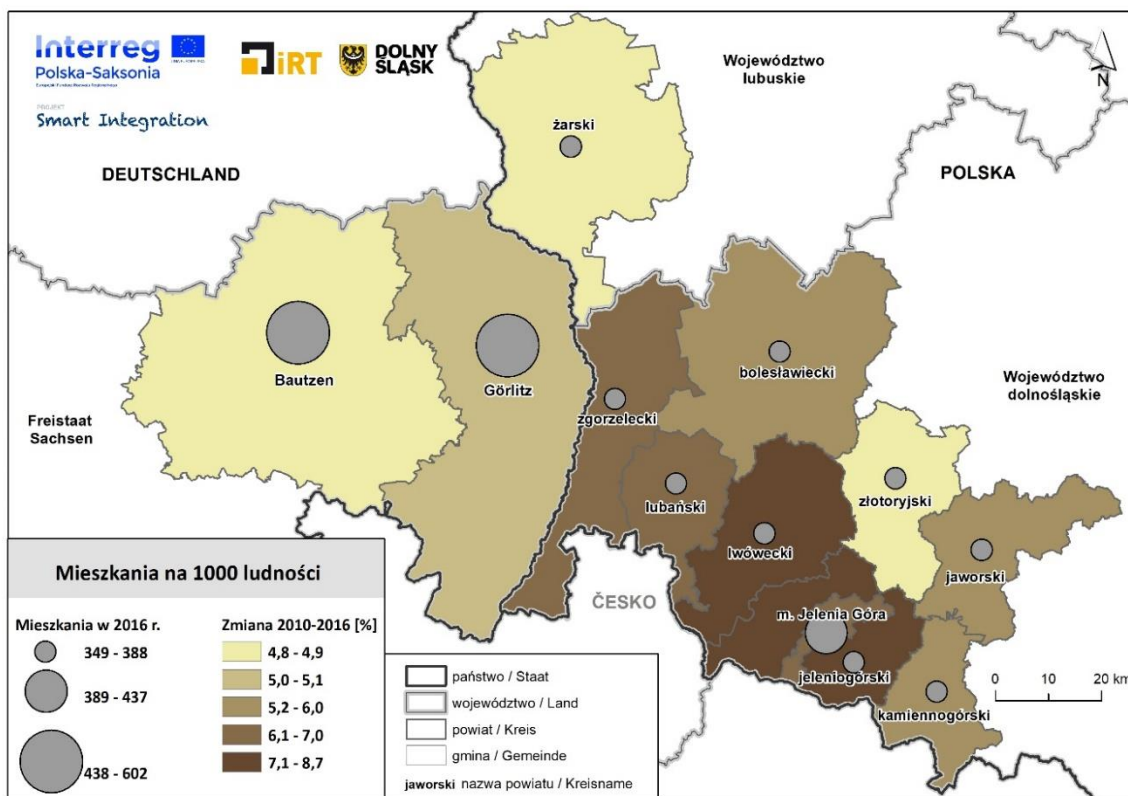 Interreg
Polska-Saksonia
iRT
DOLNY
ŚLĄSK
PROJEKT
Smart Integration
Województwo
lubuskie
N
DEUTSCHLAND
POLSKA
żarski
Bautzen
Görlitz
bolesławiecki
zgorzelecki
Województwo
dolnośląskie
Freistaat
Sachsen
lubański
złotoryjski
lwówecki
jaworski
ČESKO
m. Jelenia Góra
jeleniogórski
kamiennogórski
0 10 20 km
Mieszkania na 1000 ludności
Mieszkania w 2016 r.
349 - 388
389 - 437
438 - 602
Zmiana 2010-2016 [%]
4,8 - 4,9
5,0 - 5,1
5,2 - 6,0
6,1 - 7,0
7,1 - 8,7
państwo / Staat
województwo / Land
powiat / Kreis
gmina / Gemeinde
jaworski nazwa powiatu / Kreisname